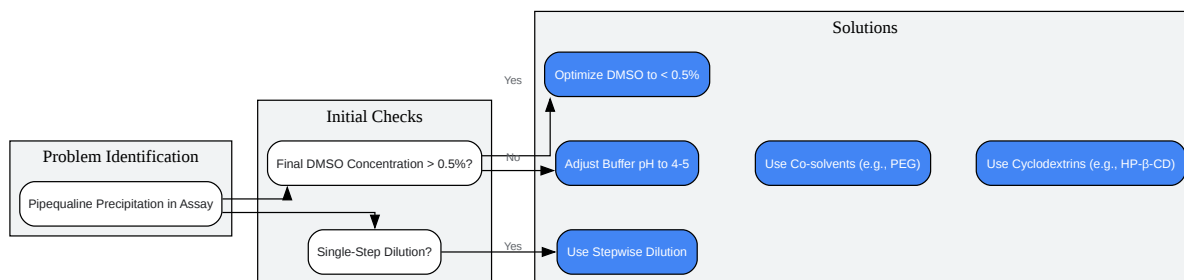 Solutions
Yes
Optimize DMSO to < 0.5%
Initial Checks
Problem Identification
Final DMSO Concentration > 0.5%?
No
Adjust Buffer pH to 4-5
Use Co-solvents (e.g., PEG)
Use Cyclodextrins (e.g., HP-β-CD)
Pipequaline Precipitation in Assay
Single-Step Dilution?
Yes
Use Stepwise Dilution